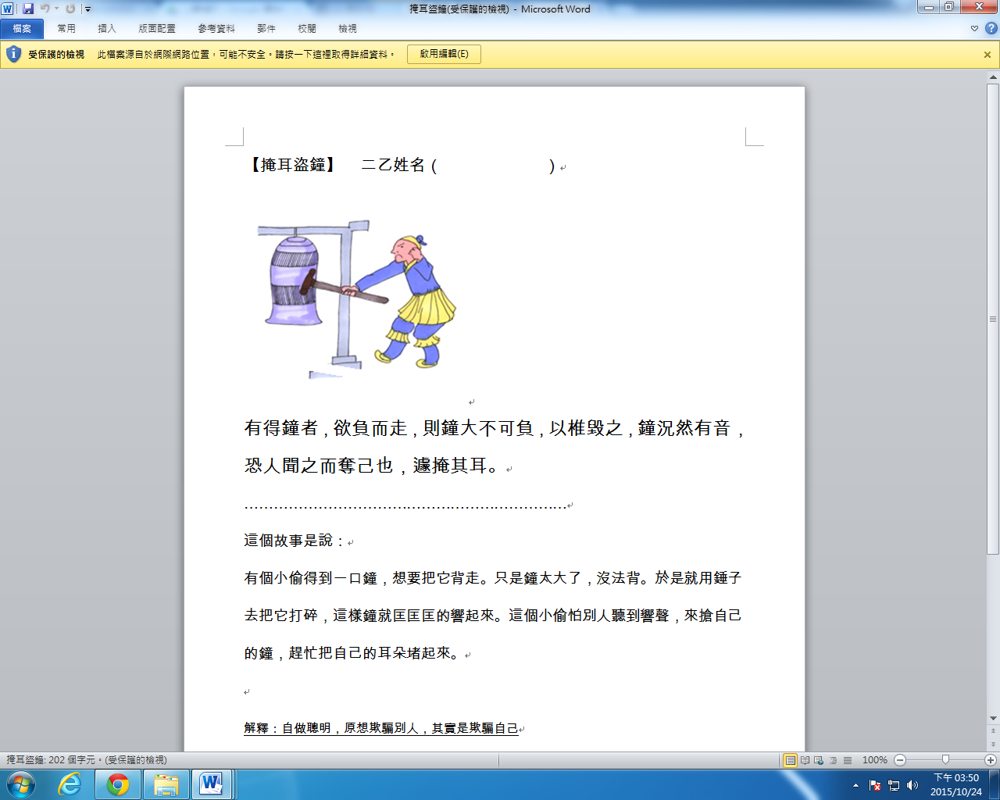 掩耳盜鐘(受保護的檢視) - Microsoft Word
檔案 常用 插入 版面配置 參考資料 郵件 校閱 檢視
受保護的檢視 此檔案源自於網際網路位置，可能不安全。請按一下這裡取得詳細資料。 啟用編輯(E)
【掩耳盜鐘】 二乙姓名 ( )
有得鐘者 , 欲負而走 , 則鐘大不可負 , 以椎毀之 , 鐘況然有音 ,
恐人聞之而奪己也 , 遽掩其耳。
………………………………………………………
這個故事是說：
有個小偷得到一口鐘 , 想要把它背走。只是鐘太大了 , 沒法背。於是就用錘子
去把它打碎 , 這樣鐘就匡匡匡的響起來。這個小偷怕別人聽到響聲 , 來搶自己
的鐘 , 趕忙把自己的耳朵堵起來。
解釋：自做聰明 , 原想欺騙別人 , 其實是欺騙自己
掩耳盜鐘: 202 個字元。(受保護的檢視) 100%
下午 03:50
2015/10/24